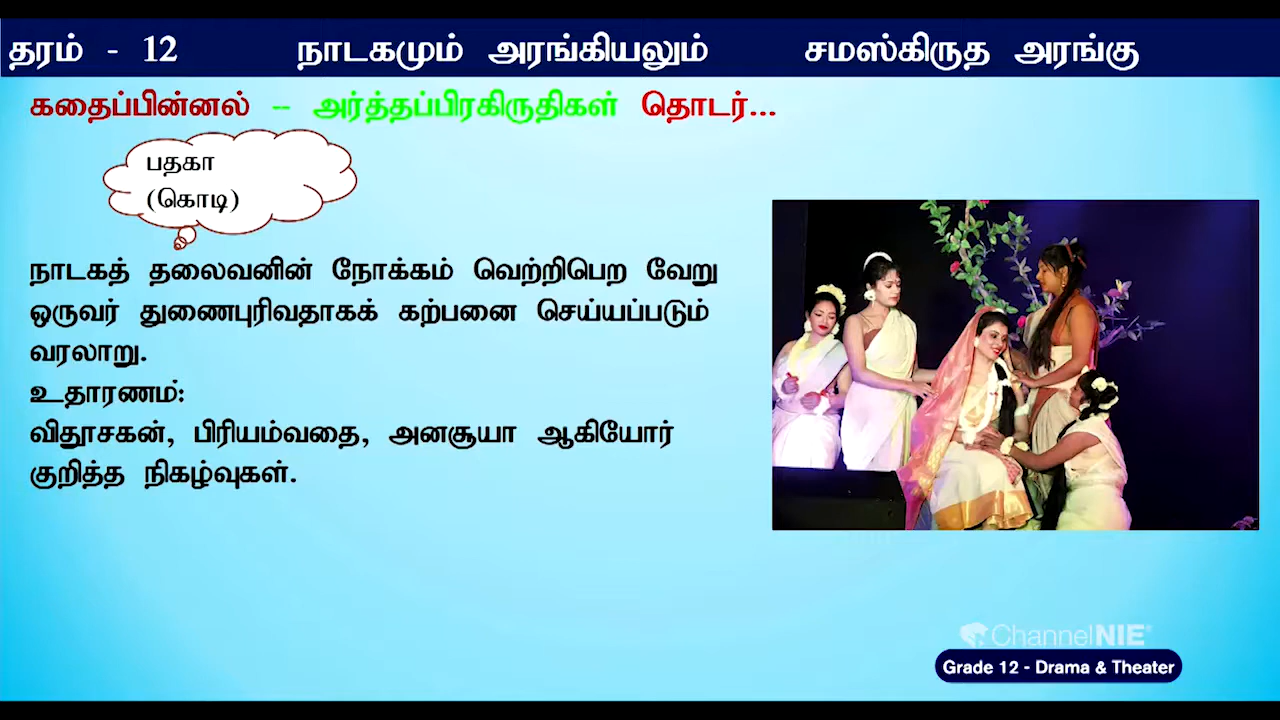 தரம் - 12 நாடகமும் அரங்கியலும் சமஸ்கிருத அரங்கு
கதைப்பின்னல் -- அர்த்தப்பிரகிருதிகள் தொடர்...
பதகா
(கொடி)
நாடகத் தலைவனின் நோக்கம் வெற்றிபெற வேறு
ஒருவர் துணைபுரிவதாகக் கற்பனை செய்யப்படும்
வரலாறு.
உதாரணம்:
விதூசகன், பிரியம்வதை, அனசூயா ஆகியோர்
குறித்த நிகழ்வுகள்.
ChannelNIE
Grade 12 - Drama & Theater